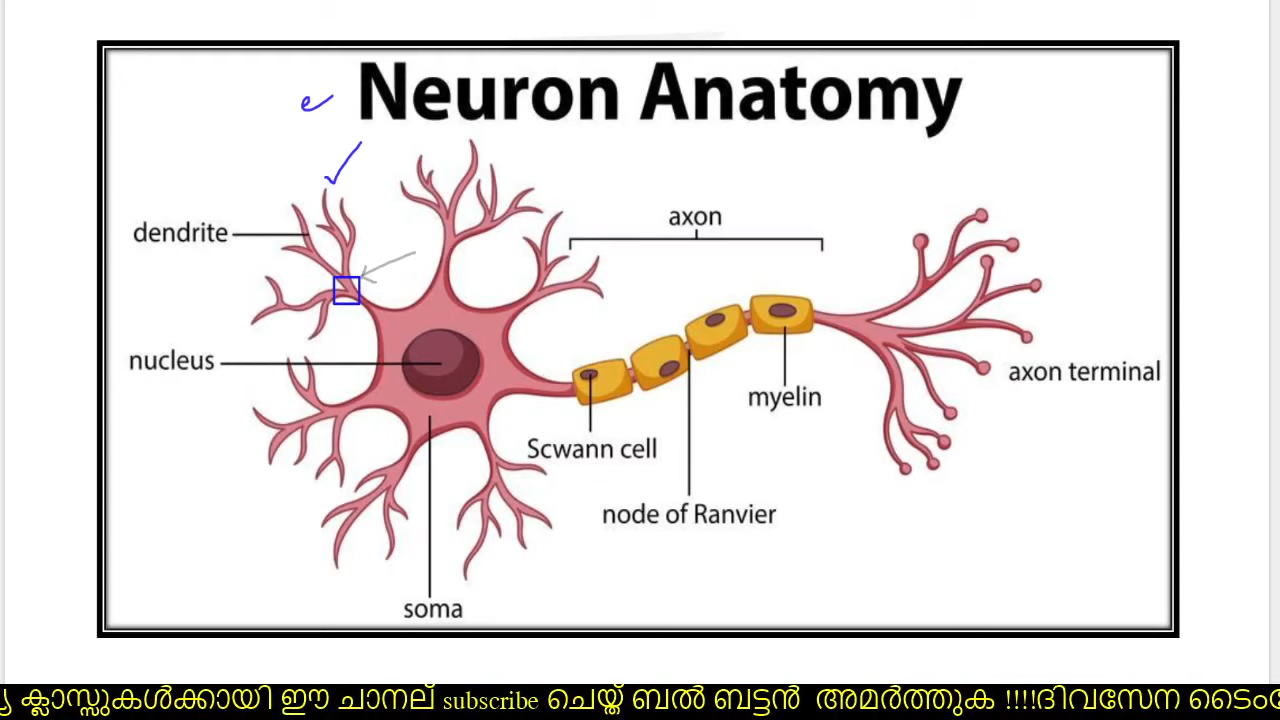 Neuron Anatomy
dendrite
axon
nucleus
axon terminal
myelin
Scwann cell
node of Ranvier
soma
ക്ലാസ്സുകൾക്കായി ഈ ചാനല് subscribe ചെയ്ത് ബൽ ബട്ടൻ അമർത്തുക !!!!ദിവസേന